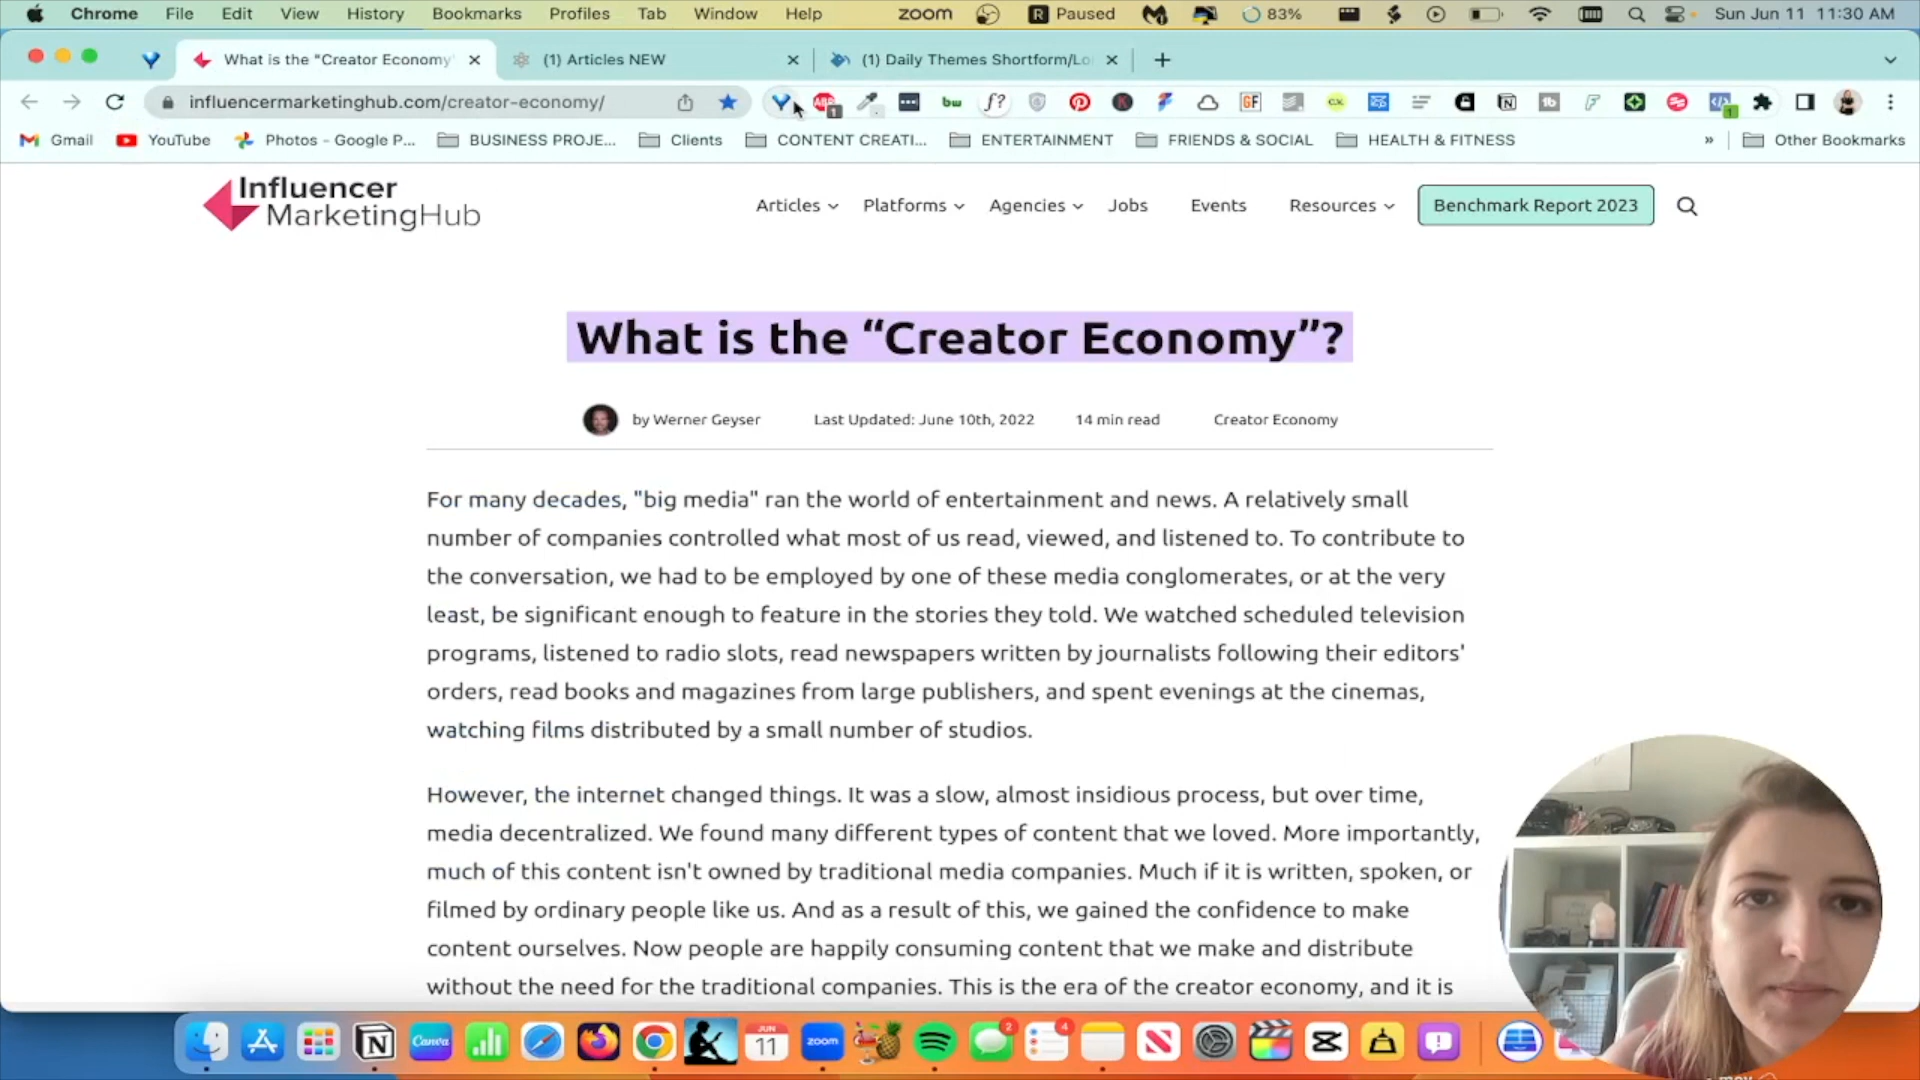 Chrome File Edit View History Bookmarks Profiles Tab Window Help zoom R Paused 83% Sun Jun 11 11:30 AM
What is the "Creator Economy" (1) Articles NEW (1) Daily Themes Shortform/Lo
influencermarketinghub.com/creator-economy/ ABP 1 bw f? GF CX 1
Gmail YouTube Photos - Google P... BUSINESS PROJE... Clients CONTENT CREATI... ENTERTAINMENT FRIENDS & SOCIAL HEALTH & FITNESS » Other Bookmarks
Influencer
MarketingHub
Articles Platforms Agencies Jobs Events Resources Benchmark Report 2023
What is the “Creator Economy”?
by Werner Geyser Last Updated: June 10th, 2022 14 min read Creator Economy
For many decades, "big media" ran the world of entertainment and news. A relatively small
number of companies controlled what most of us read, viewed, and listened to. To contribute to
the conversation, we had to be employed by one of these media conglomerates, or at the very
least, be significant enough to feature in the stories they told. We watched scheduled television
programs, listened to radio slots, read newspapers written by journalists following their editors'
orders, read books and magazines from large publishers, and spent evenings at the cinemas,
watching films distributed by a small number of studios.
However, the internet changed things. It was a slow, almost insidious process, but over time,
media decentralized. We found many different types of content that we loved. More importantly,
much of this content isn't owned by traditional media companies. Much if it is written, spoken, or
filmed by ordinary people like us. And as a result of this, we gained the confidence to make
content ourselves. Now people are happily consuming content that we make and distribute
without the need for the traditional companies. This is the era of the creator economy, and it is
Canva JUN 11 zoom 2 4